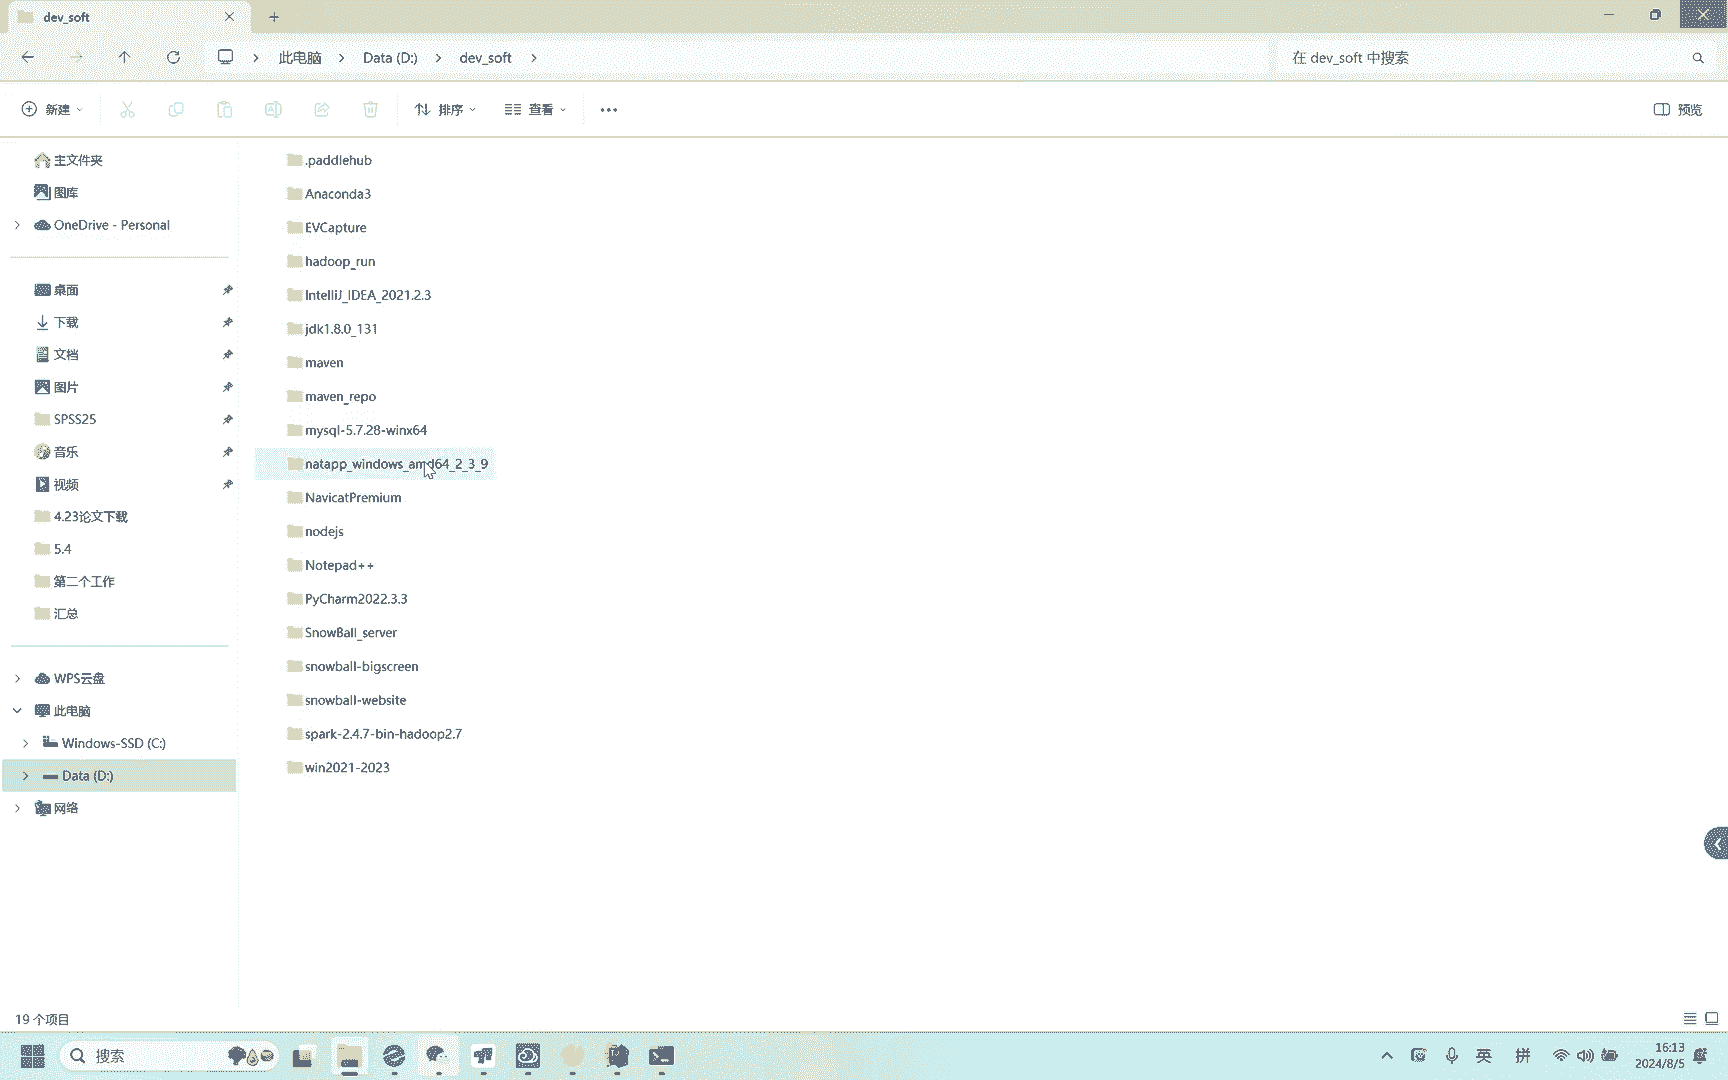 dev_soft
此电脑
Data (D:)
dev_soft
在 dev_soft 中搜索
新建
排序
查看
预览
主文件夹
图库
OneDrive - Personal
桌面
下载
文档
图片
SPSS25
音乐
视频
4.23论文下载
5.4
第二个工作
汇总
WPS云盘
此电脑
Windows-SSD (C:)
Data (D:)
网络
.paddlehub
Anaconda3
EVCapture
hadoop_run
IntelliJ_IDEA_2021.2.3
jdk1.8.0_131
maven
maven_repo
mysql-5.7.28-winx64
natapp_windows_amd64_2_3_9
NavicatPremium
nodejs
Notepad++
PyCharm2022.3.3
SnowBall_server
snowball-bigscreen
snowball-website
spark-2.4.7-bin-hadoop2.7
win2021-2023
19 个项目
搜索
英
拼
16:13
2024/8/5